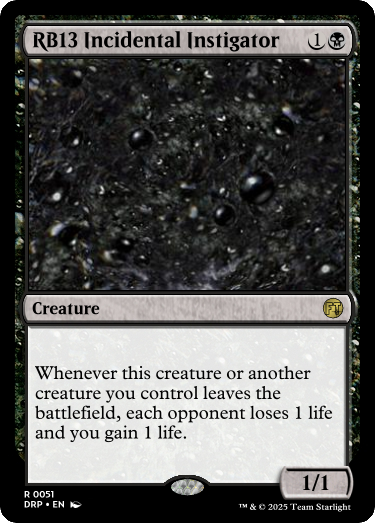 RB13 Incidental Instigator 1
Creature
Whenever this creature or another
creature you control leaves the
battlefield, each opponent loses 1 life
and you gain 1 life.
1/1
R 0051
DRP • EN
™ & © 2025 Team Starlight